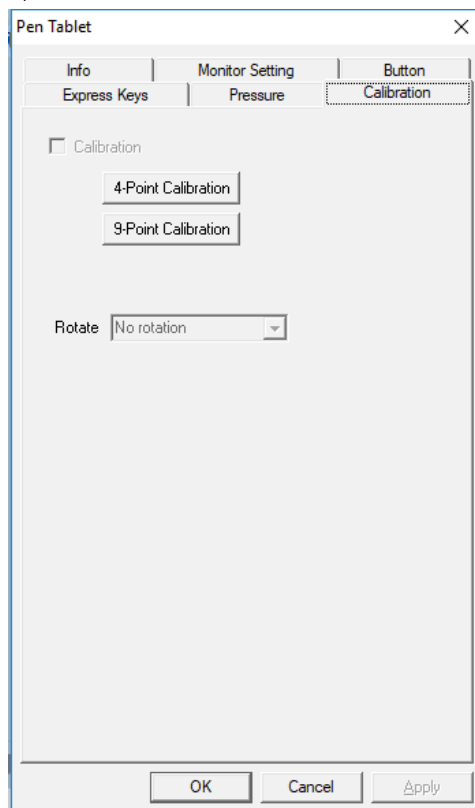 Pen Tablet
Info Monitor Setting Button
Express Keys Pressure Calibration
Calibration
4-Point Calibration
9-Point Calibration
Rotate No rotation
OK Cancel Apply